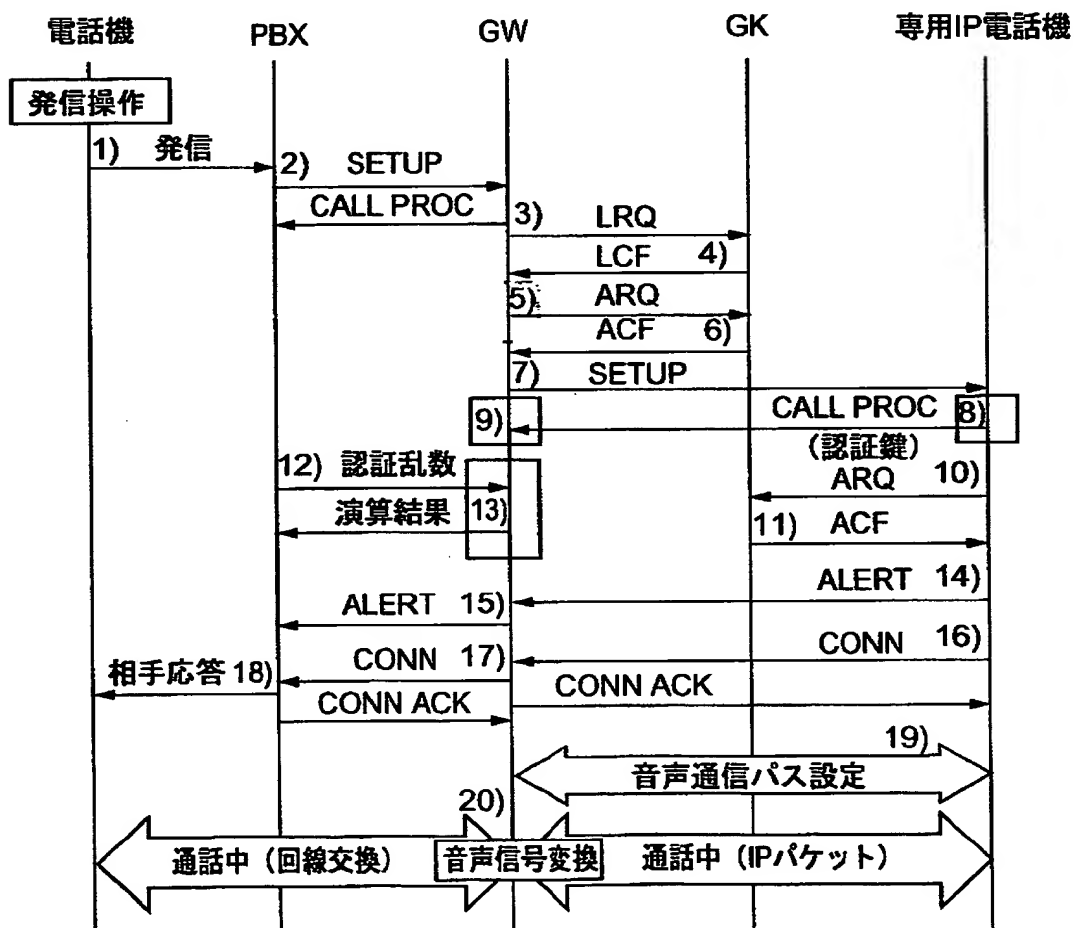 電話機 PBX GW GK 専用IP電話機
発信操作
1) 発信
2) SETUP
CALL PROC
3) LRQ
LCF 4)
5) ARQ
ACF 6)
7) SETUP
CALL PROC 8)
(認証鍵)
9)
ARQ 10)
12) 認証乱数
演算結果 13)
11) ACF
ALERT 14)
ALERT 15)
CONN 16)
CONN 17)
相手応答 18)
CONN ACK
CONN ACK
19)
音声通信パス設定
20)
通話中 (回線交換) 音声信号変換 通話中 (IPパケット)